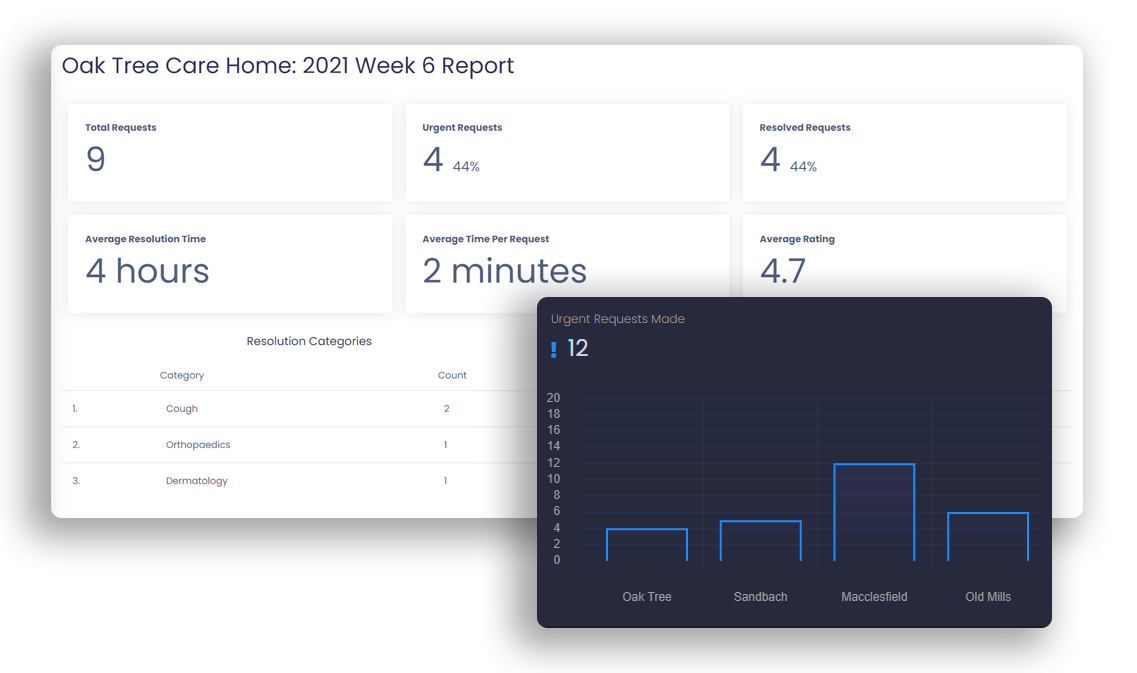 Oak Tree Care Home: 2021 Week 6 Report
Total Requests
9
Urgent Requests
4 44%
Resolved Requests
4 44%
Average Resolution Time
4 hours
Average Time Per Request
2 minutes
Average Rating
4.7
Resolution Categories
Category Count
1. Cough 2
2. Orthopaedics 1
3. Dermatology 1
Urgent Requests Made
! 12
20
18
16
14
12
10
8
6
4
2
0
Oak Tree Sandbach Macclesfield Old Mills